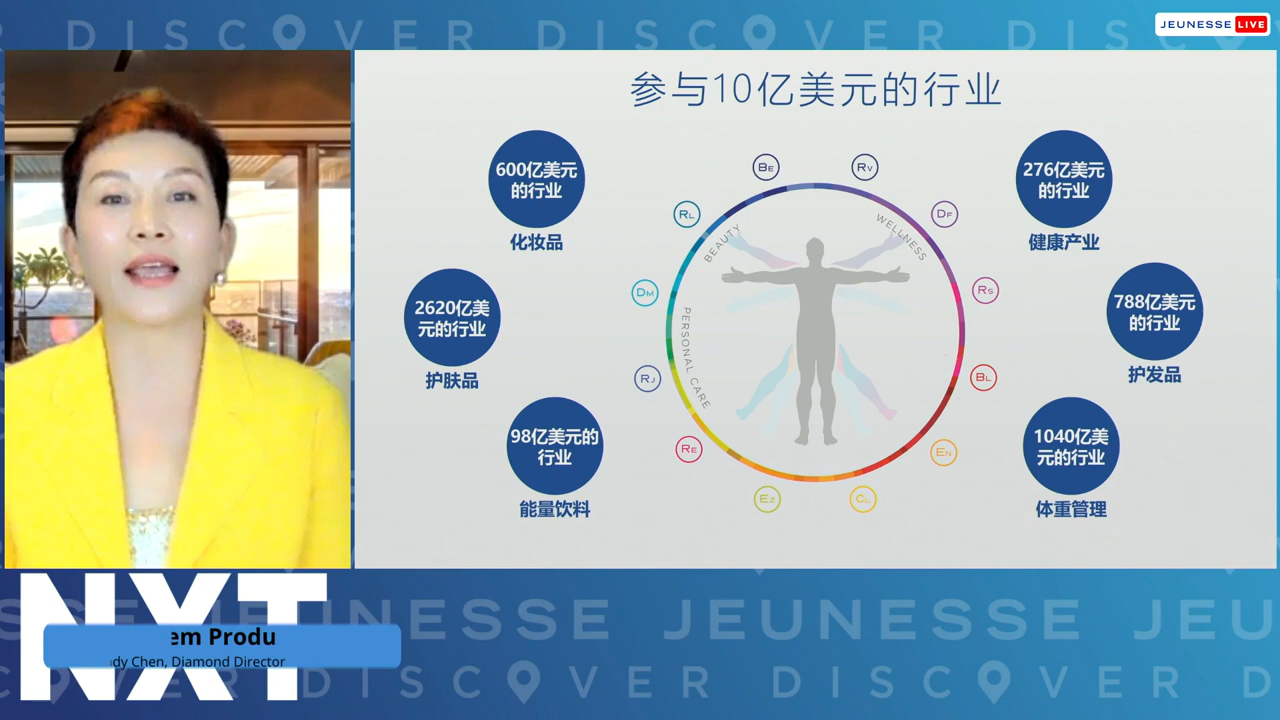 DISCOVER DISCOVER DISCOVER
JEUNESSE LIVE
参与10亿美元的行业
600亿美元
的行业
化妆品
2620亿美
元的行业
护肤品
98亿美元的
行业
能量饮料
BE
RV
RL
DF
DM
RS
RJ
BL
RE
EN
EZ
CL
BEAUTY
WELLNESS
PERSONAL CARE
276亿美元
的行业
健康产业
788亿美元
的行业
护发品
1040亿美
元的行业
体重管理
NXT
em Produ
dy Chen, Diamond Director
SSE JEUNESSE JEUNESSE JEU
COVER DISCOVER DISCOVER D